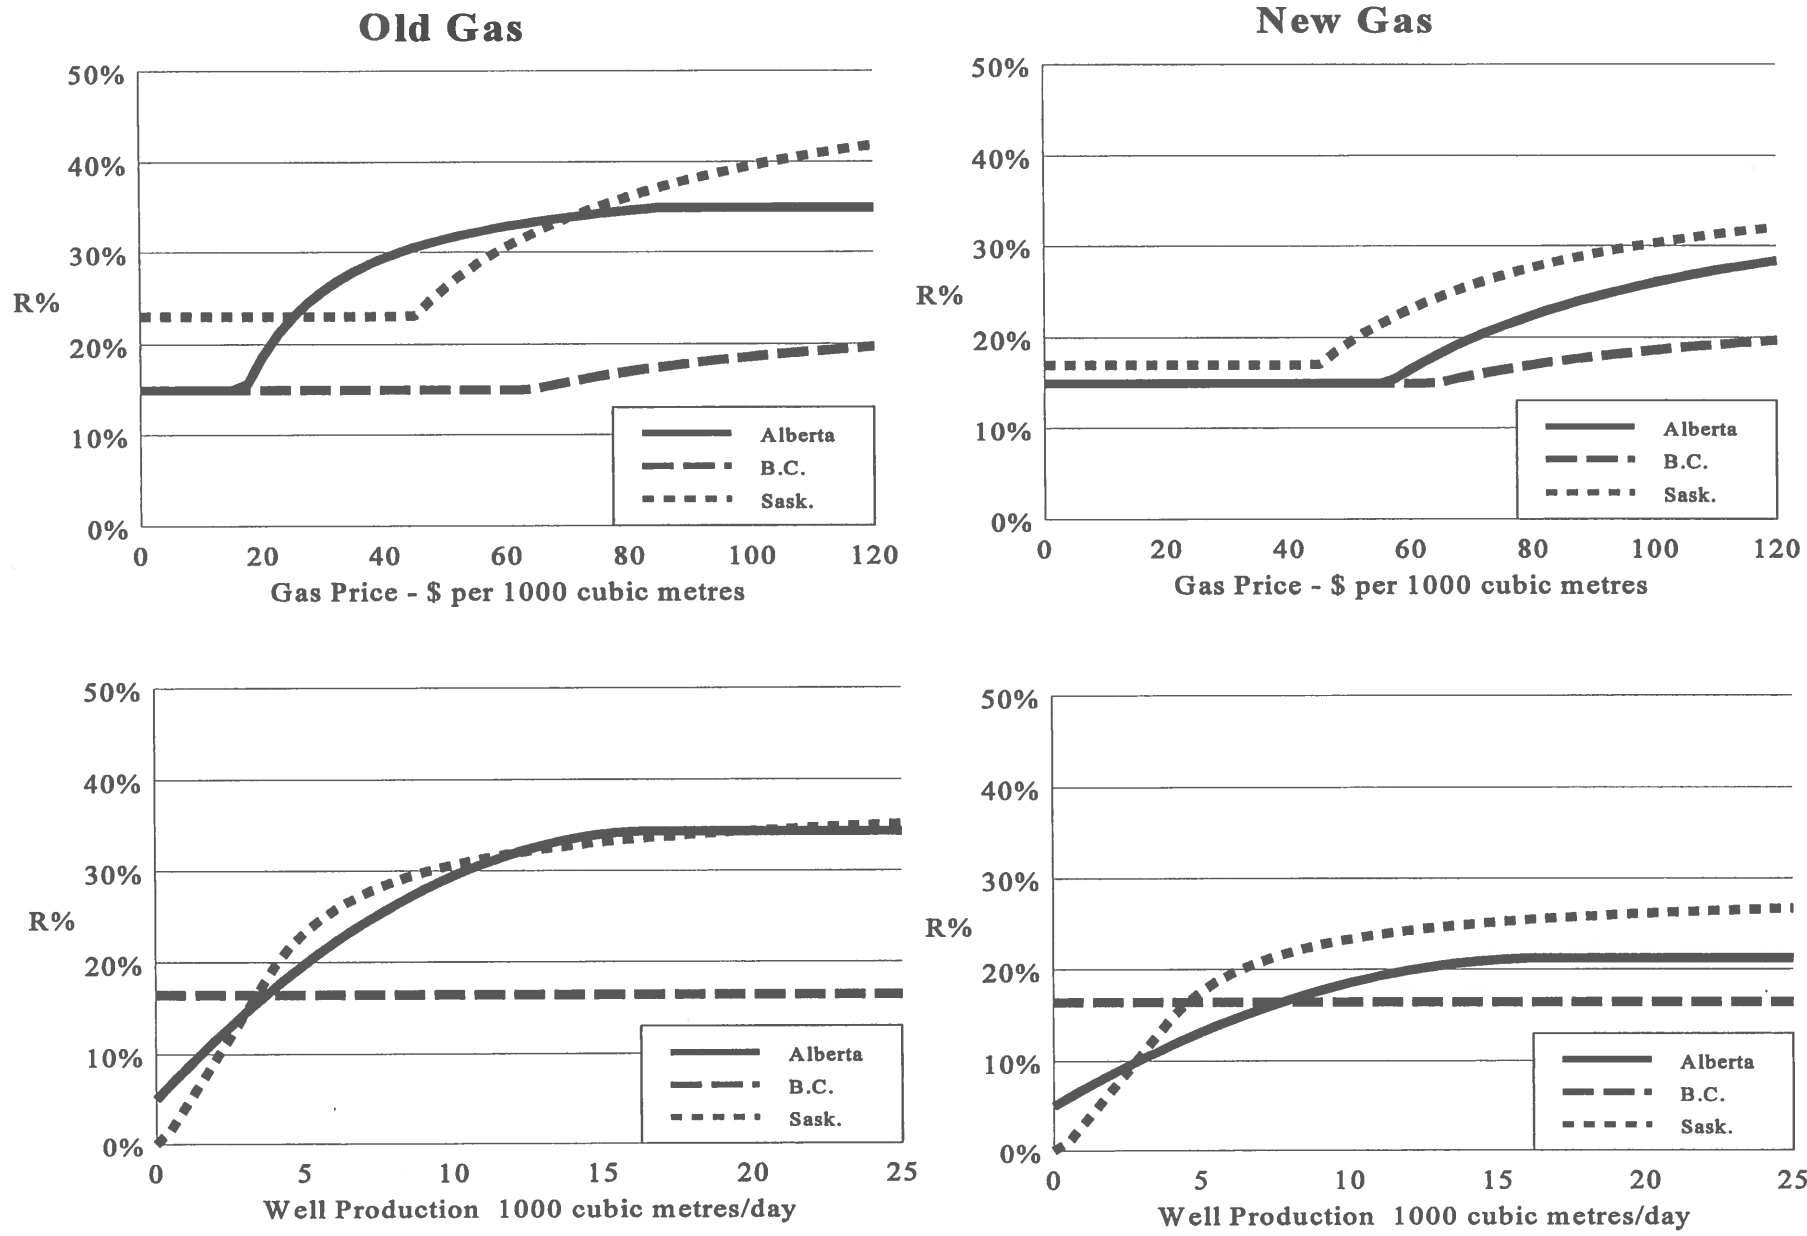 Old Gas
50%
40%
30%
R%
20%
10%
0%
Alberta
B.C.
Sask.
0 20 40 60 80 100 120
Gas Price - $ per 1000 cubic metres
New Gas
50%
40%
30%
R%
20%
10%
0%
Alberta
B.C.
Sask.
0 20 40 60 80 100 120
Gas Price - $ per 1000 cubic metres
50%
40%
30%
R%
20%
10%
0%
Alberta
B.C.
Sask.
0 5 10 15 20 25
Well Production 1000 cubic metres/day
50%
40%
30%
R%
20%
10%
0%
Alberta
B.C.
Sask.
0 5 10 15 20 25
Well Production 1000 cubic metres/day